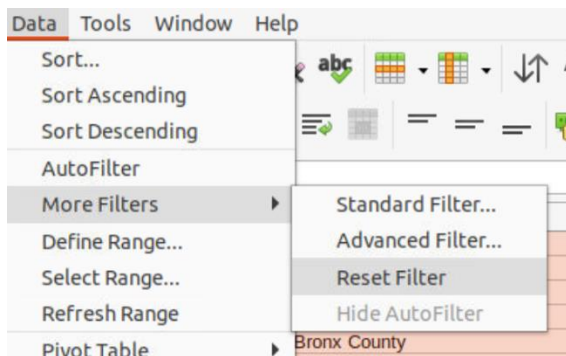 Data Tools Window Help
Sort...
Sort Ascending
Sort Descending
AutoFilter
More Filters
Define Range...
Select Range...
Refresh Range
Pivot Table
abc
Standard Filter...
Advanced Filter...
Reset Filter
Hide AutoFilter
Bronx County